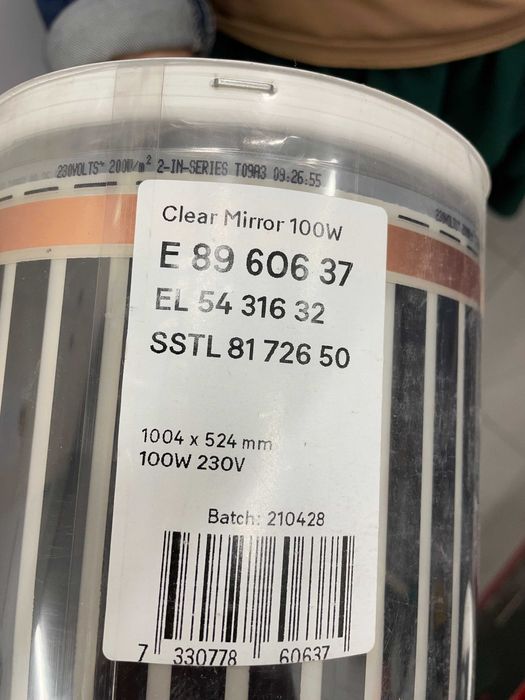 230VOLTS~ 200W/m² 2-IN-SERIES T09A3 09:26:55
Clear Mirror 100W
E 89 606 37
EL 54 316 32
SSTL 81 726 50
1004 x 524 mm
100W 230V
Batch: 210428
7 330778 60637